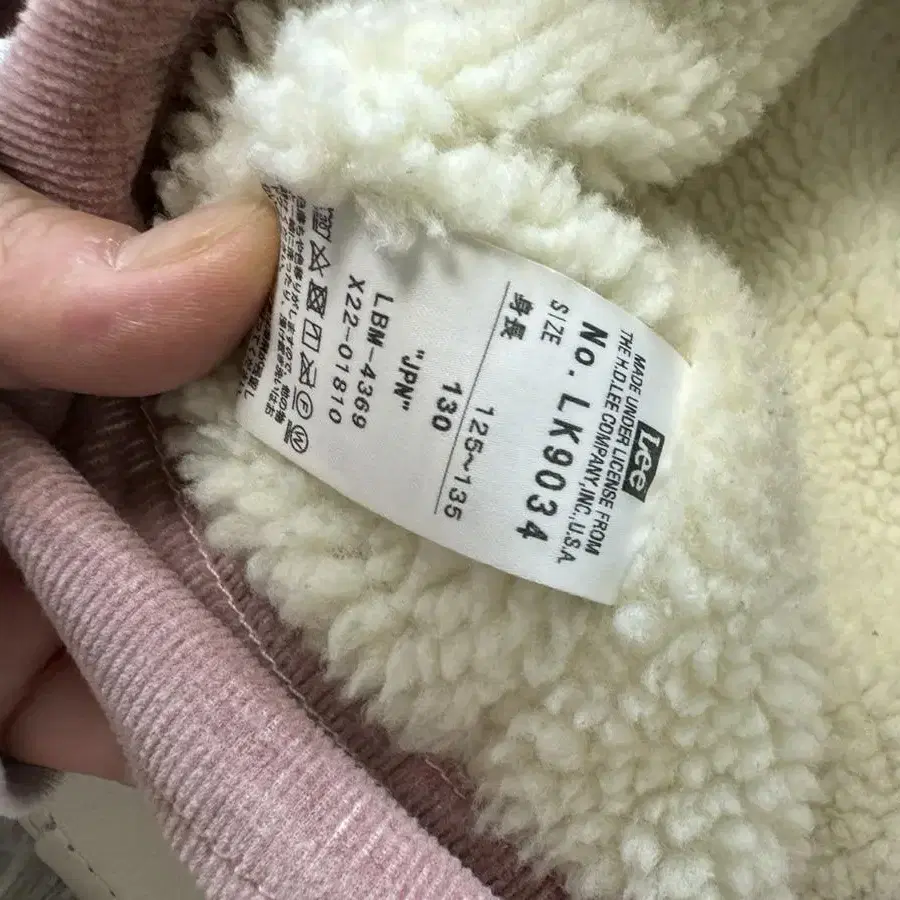 Lee
MADE UNDER LICENSE FROM
THE H.D.LEE COMPANY,INC.,U.S.A.
No. LK9034
SIZE
身長 125~135
130
"JPN"
LBM-4369
X22-01810